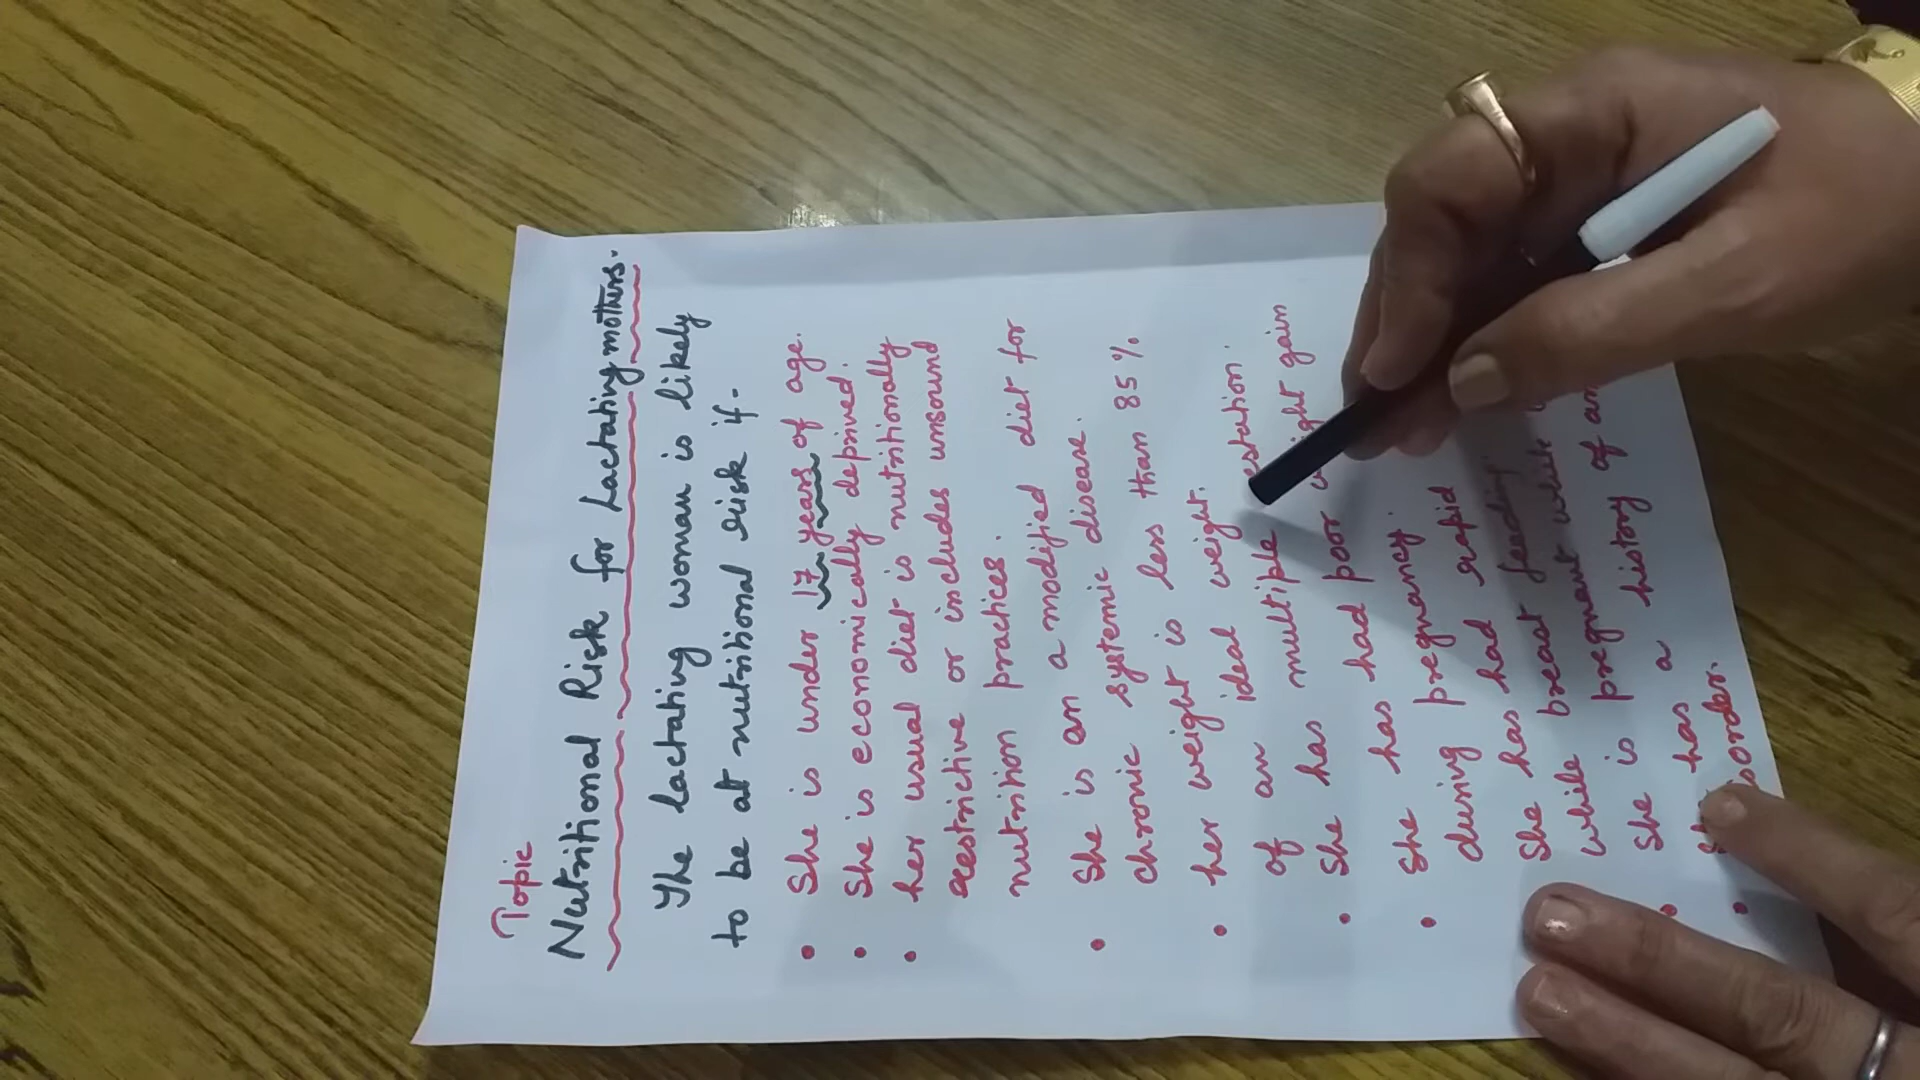 Topic
Nutritional Risk for Lactating mothers.
The lactating woman is likely
to be at nutritional risk if-
• She is under 17 years of age.
• She is economically deprived.
• her usual diet is nutritionally
restrictive or includes unsound
nutrition practices.
• She is on a modified diet for
chronic systemic disease.
• her weight is less than 85%
of an ideal weight.
• She has multiple
• She has had poor weight gain
during pregnancy.
She has had rapid
while breast feeding
She is pregnant while
• She has a history of
disorder.